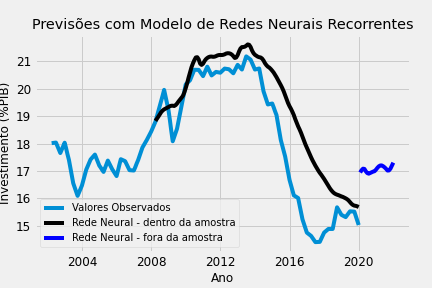 Previsões com Modelo de Redes Neurais Recorrentes
Investimento (%PIB)
21
20
19
18
17
16
15
Valores Observados
Rede Neural - dentro da amostra
Rede Neural - fora da amostra
2004
2008
2012
2016
2020
Ano